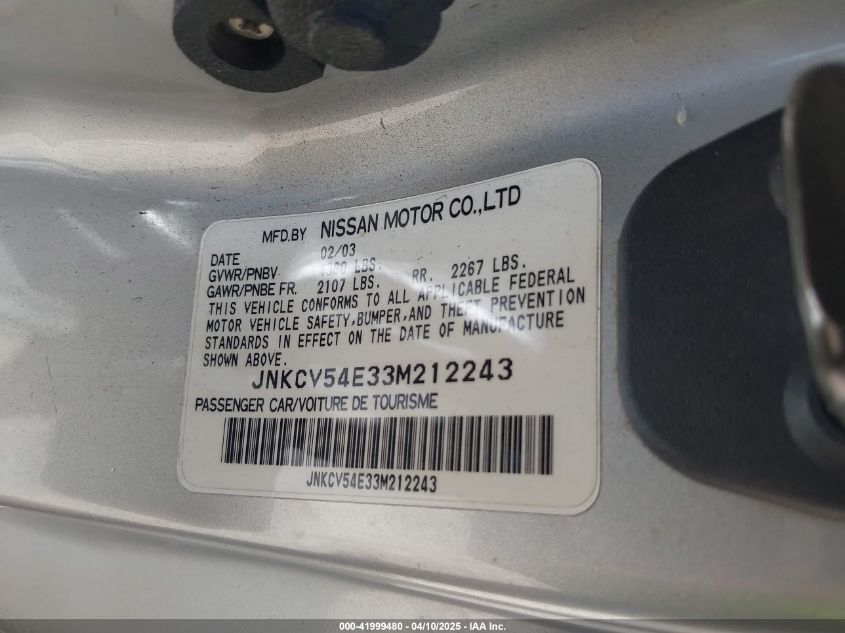 MFD.BY NISSAN MOTOR CO.,LTD
DATE 02/03
GVWR/PNBV LBS.
GAWR/PNBE FR. 2107 LBS. RR. 2267 LBS.
THIS VEHICLE CONFORMS TO ALL APPLICABLE FEDERAL
MOTOR VEHICLE SAFETY,BUMPER,AND THEFT PREVENTION
STANDARDS IN EFFECT ON THE DATE OF MANUFACTURE
SHOWN ABOVE.
JNKCV54E33M212243
PASSENGER CAR/VOITURE DE TOURISME
JNKCV54E33M212243
000-41999480 - 04/10/2025 - IAA Inc.